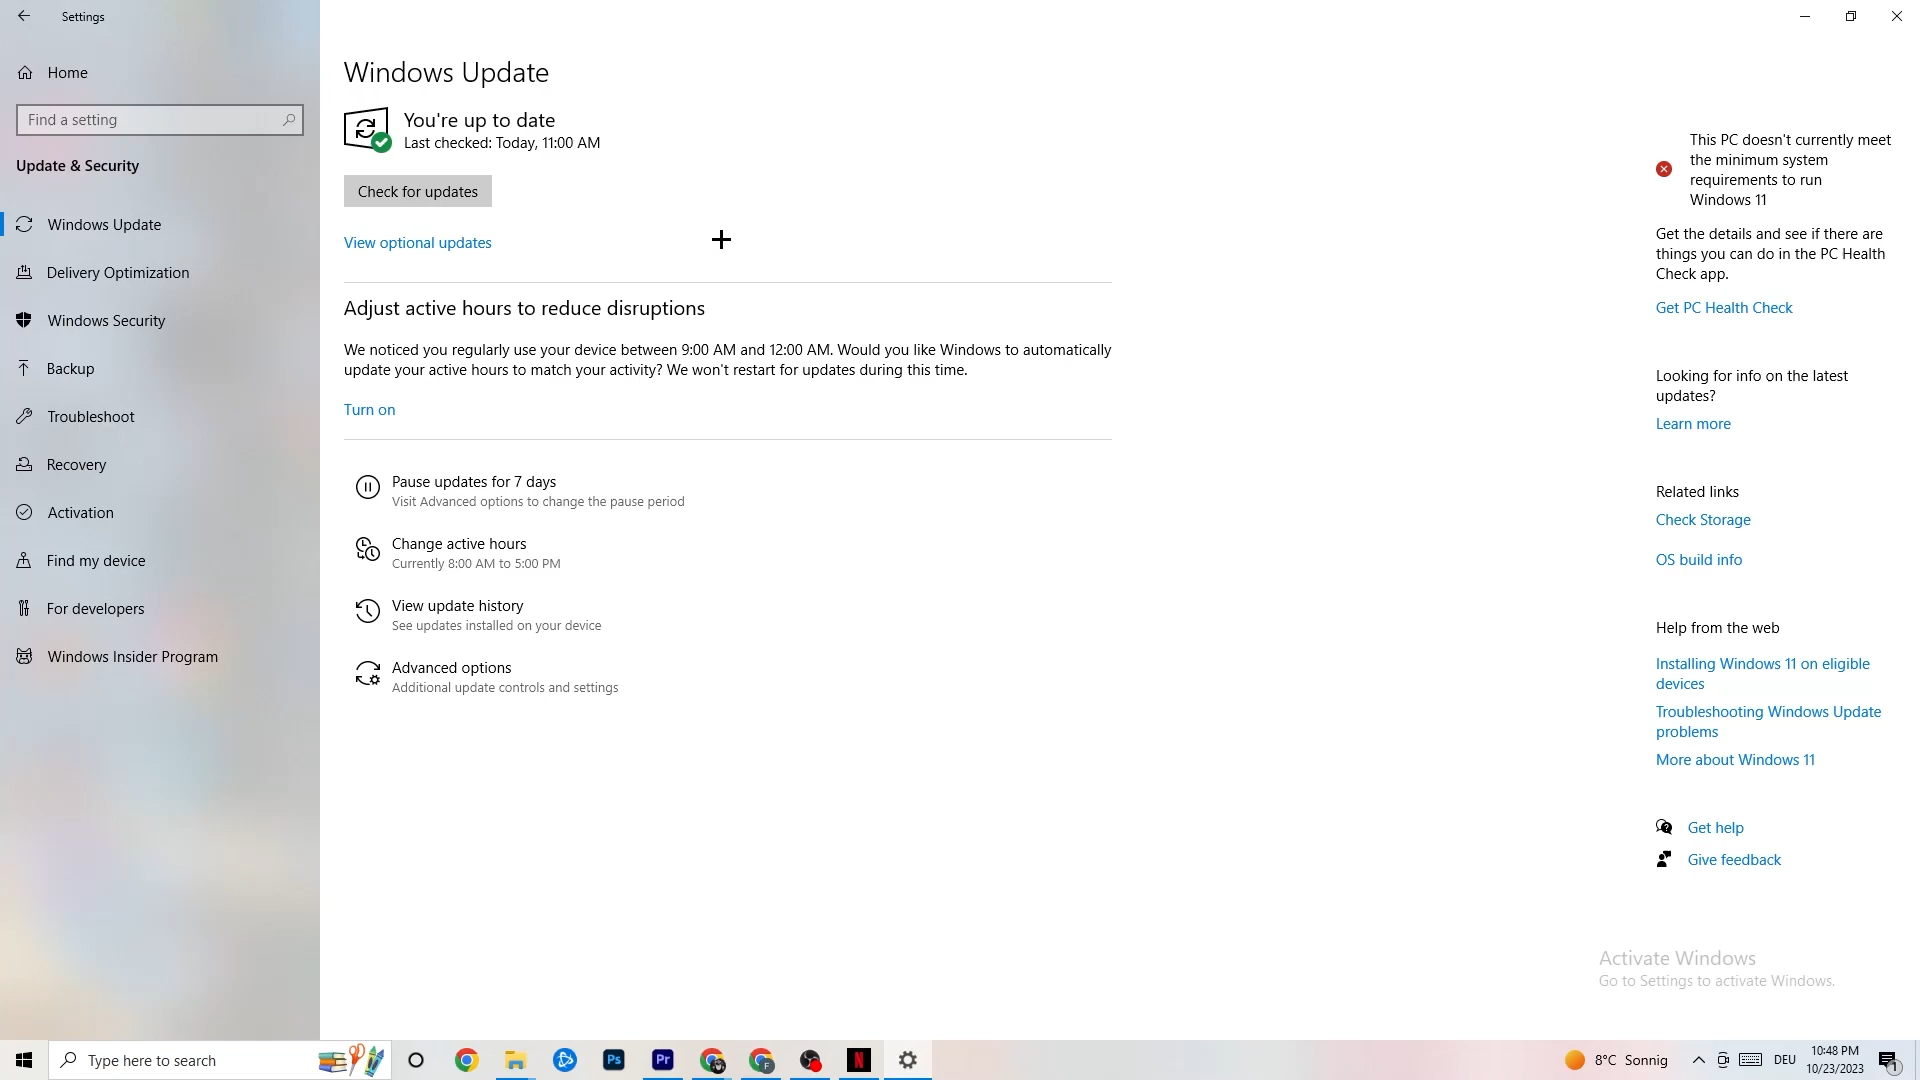 Settings
Home
Find a setting
Update & Security
Windows Update
Delivery Optimization
Windows Security
Backup
Troubleshoot
Recovery
Activation
Find my device
For developers
Windows Insider Program
Windows Update
You're up to date
Last checked: Today, 11:00 AM
Check for updates
View optional updates
Adjust active hours to reduce disruptions
We noticed you regularly use your device between 9:00 AM and 12:00 AM. Would you like Windows to automatically
update your active hours to match your activity? We won't restart for updates during this time.
Turn on
Pause updates for 7 days
Visit Advanced options to change the pause period
Change active hours
Currently 8:00 AM to 5:00 PM
View update history
See updates installed on your device
Advanced options
Additional update controls and settings
This PC doesn't currently meet
the minimum system
requirements to run
Windows 11
Get the details and see if there are
things you can do in the PC Health
Check app.
Get PC Health Check
Looking for info on the latest
updates?
Learn more
Related links
Check Storage
OS build info
Help from the web
Installing Windows 11 on eligible
devices
Troubleshooting Windows Update
problems
More about Windows 11
Get help
Give feedback
Activate Windows
Go to Settings to activate Windows.
Type here to search
Ps
Pr
F
N
8°C Sonnig
DEU
10:48 PM
10/23/2023
1